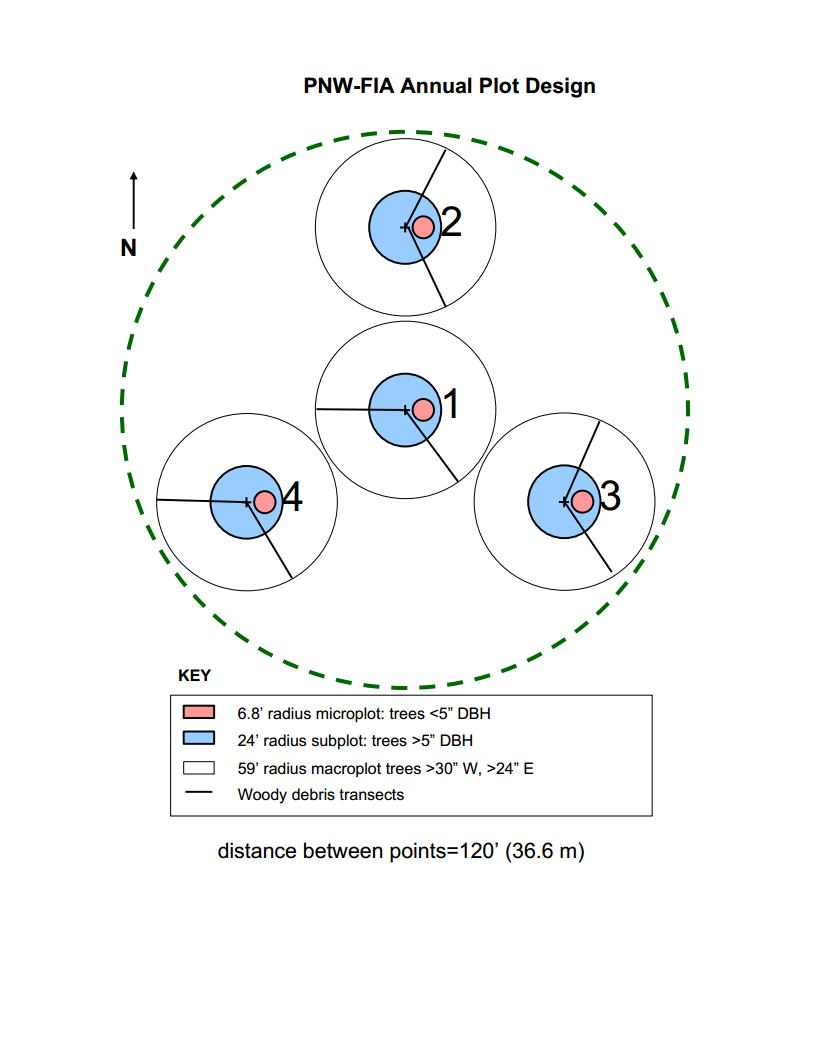 PNW-FIA Annual Plot Design
N
2
1
4
3
KEY
6.8’ radius microplot: trees <5” DBH
24’ radius subplot: trees >5” DBH
59’ radius macroplot trees >30” W, >24” E
Woody debris transects
distance between points=120’ (36.6 m)